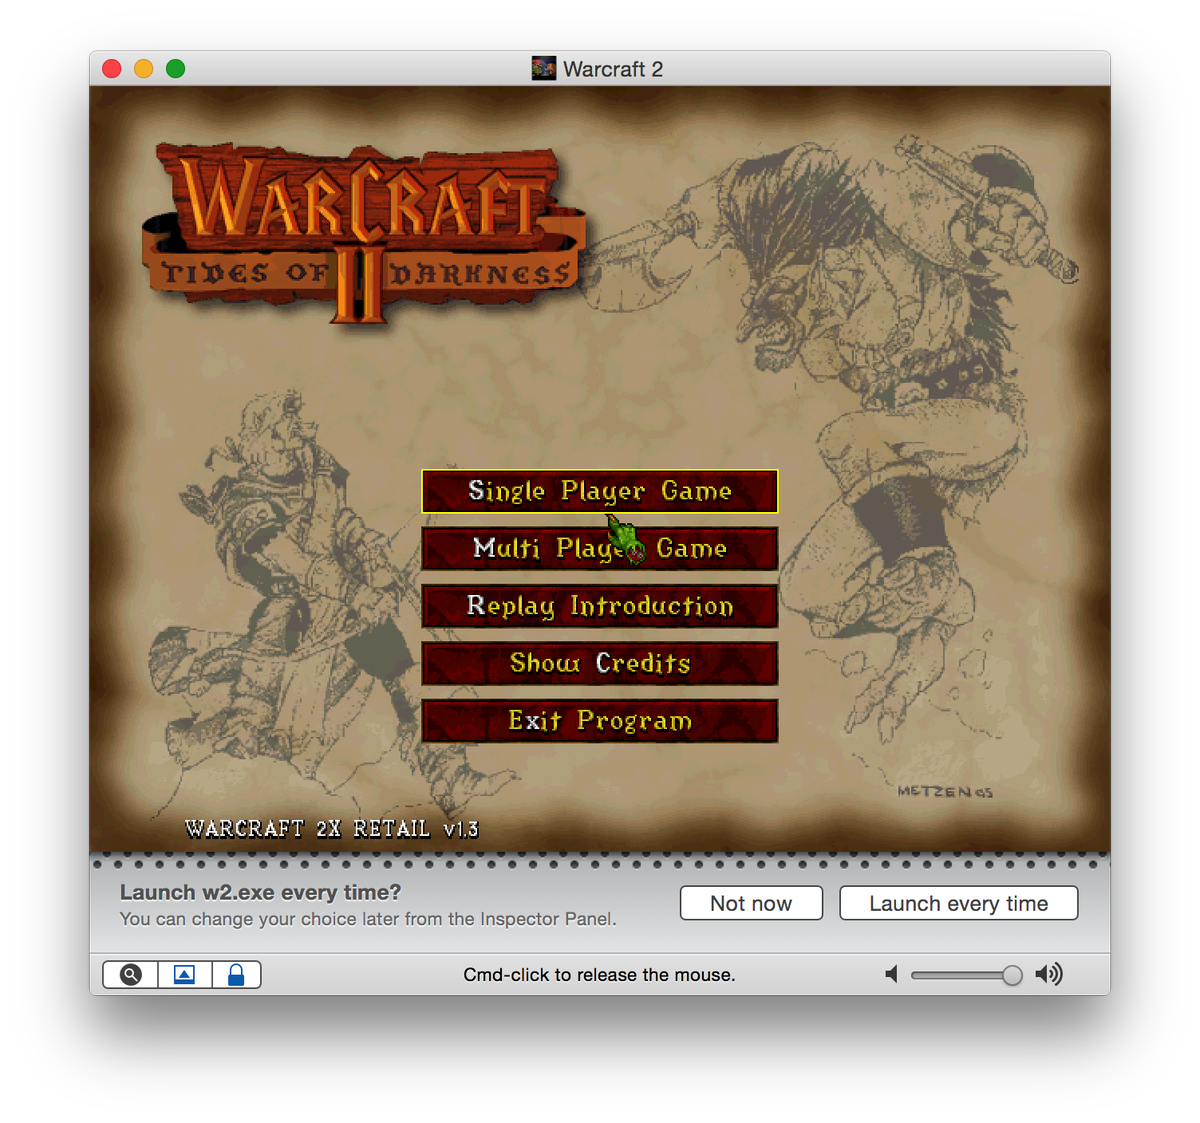 Warcraft 2
WARCRAFT
II
TIDES OF DARKNESS
Single Player Game
Multi Player Game
Replay Introduction
Show Credits
Exit Program
METZEN 95
WARCRAFT 2X RETAIL v1.3
Launch w2.exe every time?
You can change your choice later from the Inspector Panel.
Not now
Launch every time
Cmd-click to release the mouse.